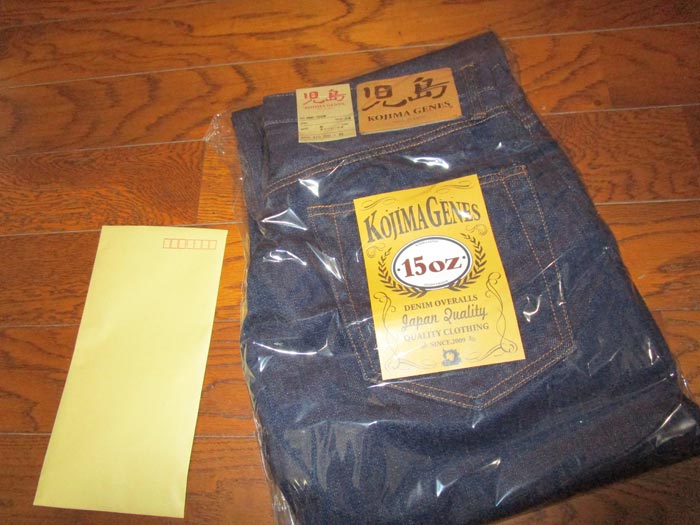 児島
児島
KOJIMA GENES
KOJIMA GENES
15oz
DENIM OVERALLS
Japan Quality
QUALITY CLOTHING
SINCE.2009